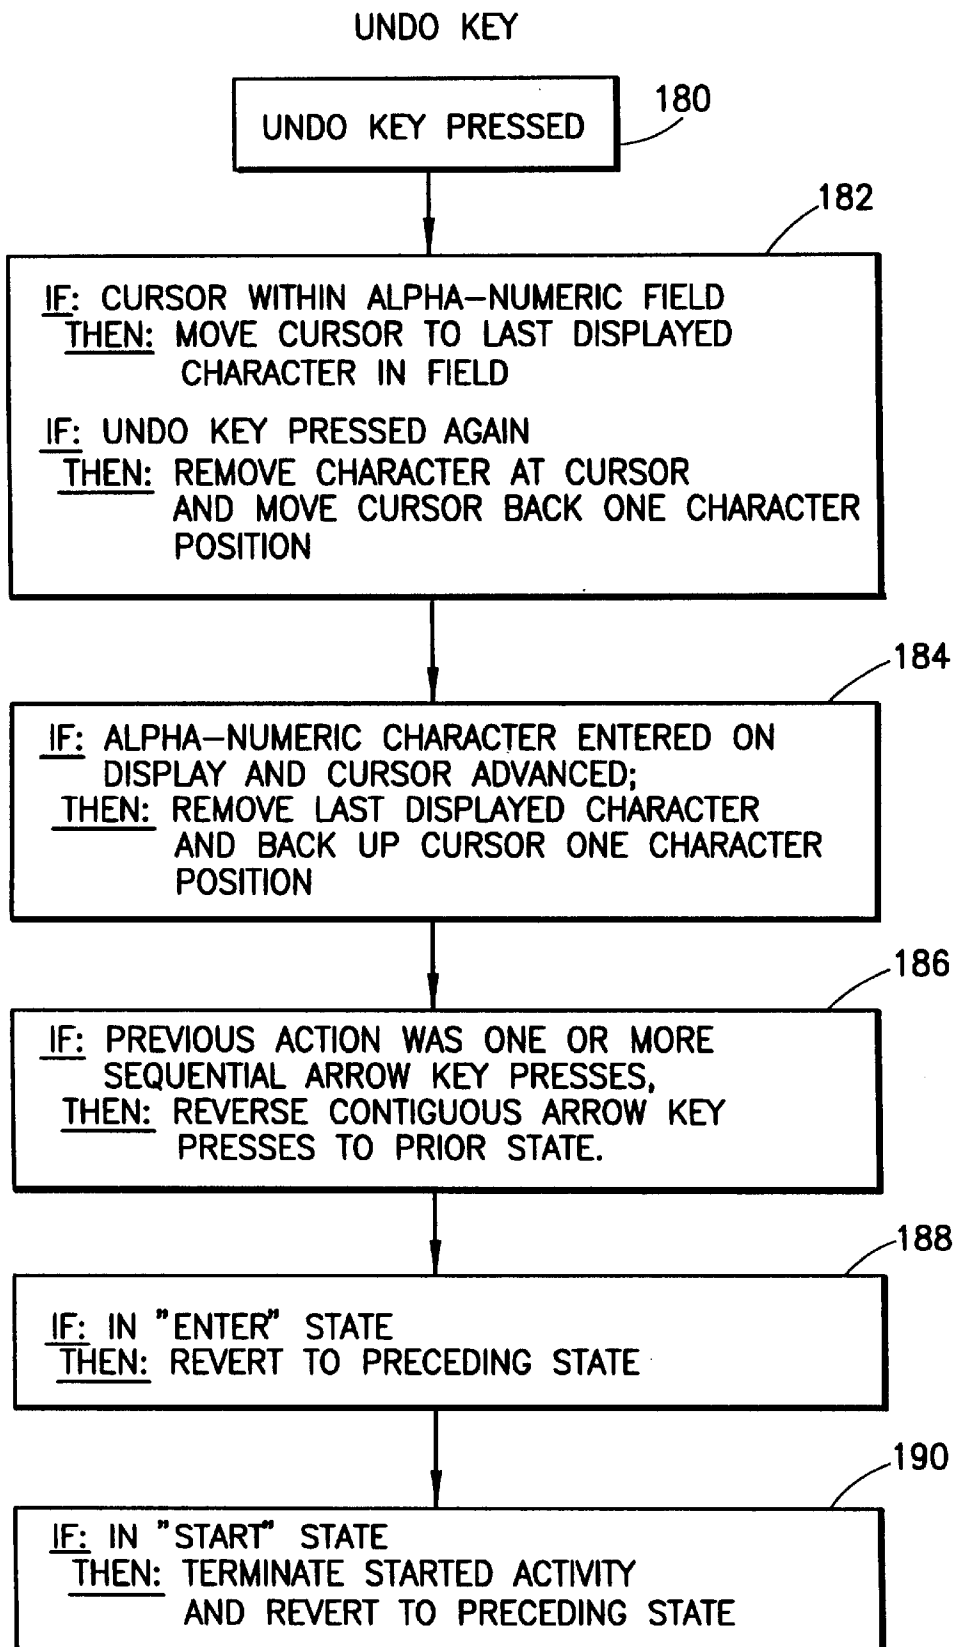 UNDO KEY
UNDO KEY PRESSED
180
182
IF: CURSOR WITHIN ALPHA-NUMERIC FIELD
THEN: MOVE CURSOR TO LAST DISPLAYED
CHARACTER IN FIELD
IF: UNDO KEY PRESSED AGAIN
THEN: REMOVE CHARACTER AT CURSOR
AND MOVE CURSOR BACK ONE CHARACTER
POSITION
184
IF: ALPHA-NUMERIC CHARACTER ENTERED ON
DISPLAY AND CURSOR ADVANCED;
THEN: REMOVE LAST DISPLAYED CHARACTER
AND BACK UP CURSOR ONE CHARACTER
POSITION
186
IF: PREVIOUS ACTION WAS ONE OR MORE
SEQUENTIAL ARROW KEY PRESSES,
THEN: REVERSE CONTIGUOUS ARROW KEY
PRESSES TO PRIOR STATE.
188
IF: IN "ENTER" STATE
THEN: REVERT TO PRECEDING STATE
190
IF: IN "START" STATE
THEN: TERMINATE STARTED ACTIVITY
AND REVERT TO PRECEDING STATE